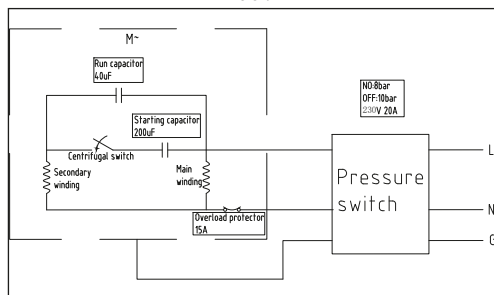 M~
Run capacitor
40uF
Starting capacitor
200uF
Centrifugal switch
Secondary
winding
Main
winding
Overload protector
15A
NO:8bar
OFF:10bar
230V 20A
Pressure
switch
L
N
G